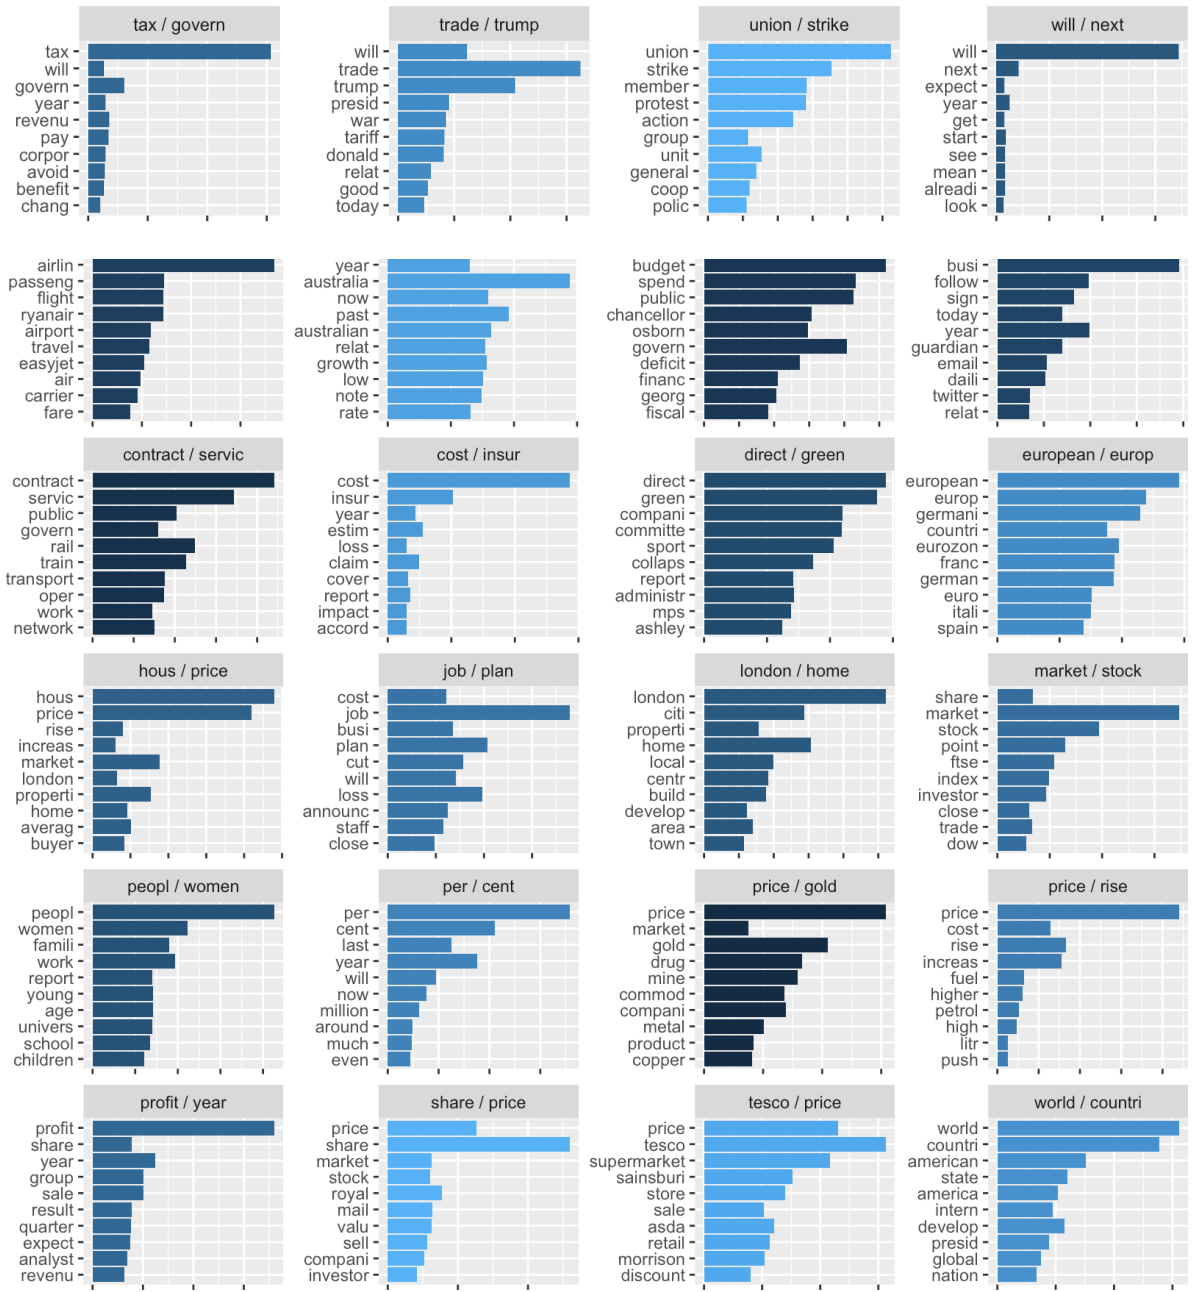 tax / govern
tax
will
govern
year
revenu
pay
corpor
avoid
benefit
chang
trade / trump
will
trade
trump
presid
war
tariff
donald
relat
good
today
union / strike
union
strike
member
protest
action
group
unit
general
coop
polic
will / next
will
next
expect
year
get
start
see
mean
alreadi
look
airlin
passeng
flight
ryanair
airport
travel
easyjet
air
carrier
fare
year
australia
now
past
australian
relat
growth
low
note
rate
budget
spend
public
chancellor
osborn
govern
deficit
financ
georg
fiscal
busi
follow
sign
today
year
guardian
email
daili
twitter
relat
contract / servic
contract
servic
public
govern
rail
train
transport
oper
work
network
cost / insur
cost
insur
year
estim
loss
claim
cover
report
impact
accord
direct / green
direct
green
compani
committe
sport
collaps
report
administr
mps
ashley
european / europ
european
europ
germani
countri
eurozon
franc
german
euro
itali
spain
hous / price
hous
price
rise
increas
market
london
properti
home
averag
buyer
job / plan
cost
job
busi
plan
cut
will
loss
announc
staff
close
london / home
london
citi
properti
home
local
centr
build
develop
area
town
market / stock
share
market
stock
point
ftse
index
investor
close
trade
dow
peopl / women
peopl
women
famili
work
report
young
age
univers
school
children
per / cent
per
cent
last
year
will
now
million
around
much
even
price / gold
price
market
gold
drug
mine
commod
compani
metal
product
copper
price / rise
price
cost
rise
increas
fuel
higher
petrol
high
litr
push
profit / year
profit
share
year
group
sale
result
quarter
expect
analyst
revenu
share / price
price
share
market
stock
royal
mail
valu
sell
compani
investor
tesco / price
price
tesco
supermarket
sainsburi
store
sale
asda
retail
morrison
discount
world / countri
world
countri
american
state
america
intern
develop
presid
global
nation